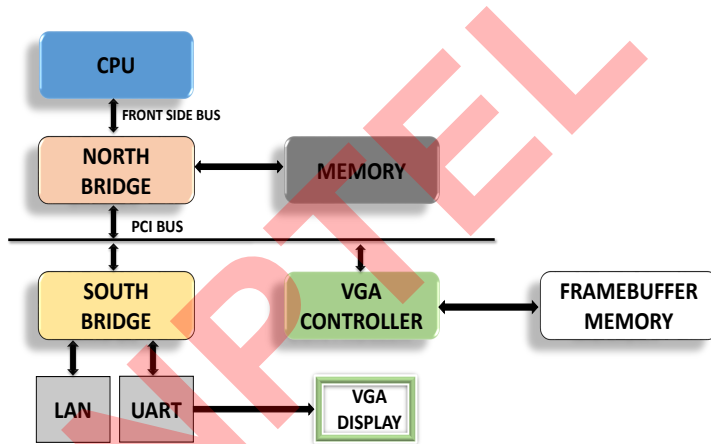 CPU
FRONT SIDE BUS
NORTH
BRIDGE
MEMORY
PCI BUS
SOUTH
BRIDGE
VGA
CONTROLLER
FRAMEBUFFER
MEMORY
LAN
UART
VGA
DISPLAY
NPTEL